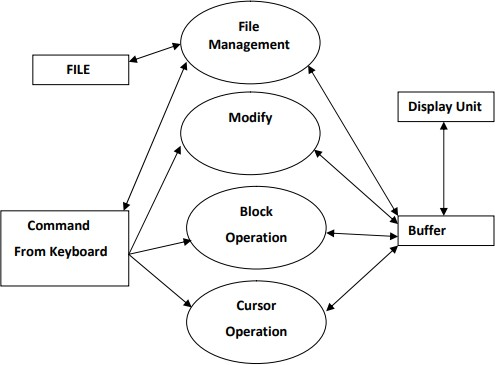 File
Management
FILE
Modify
Display Unit
Block
Operation
Command
From Keyboard
Buffer
Cursor
Operation